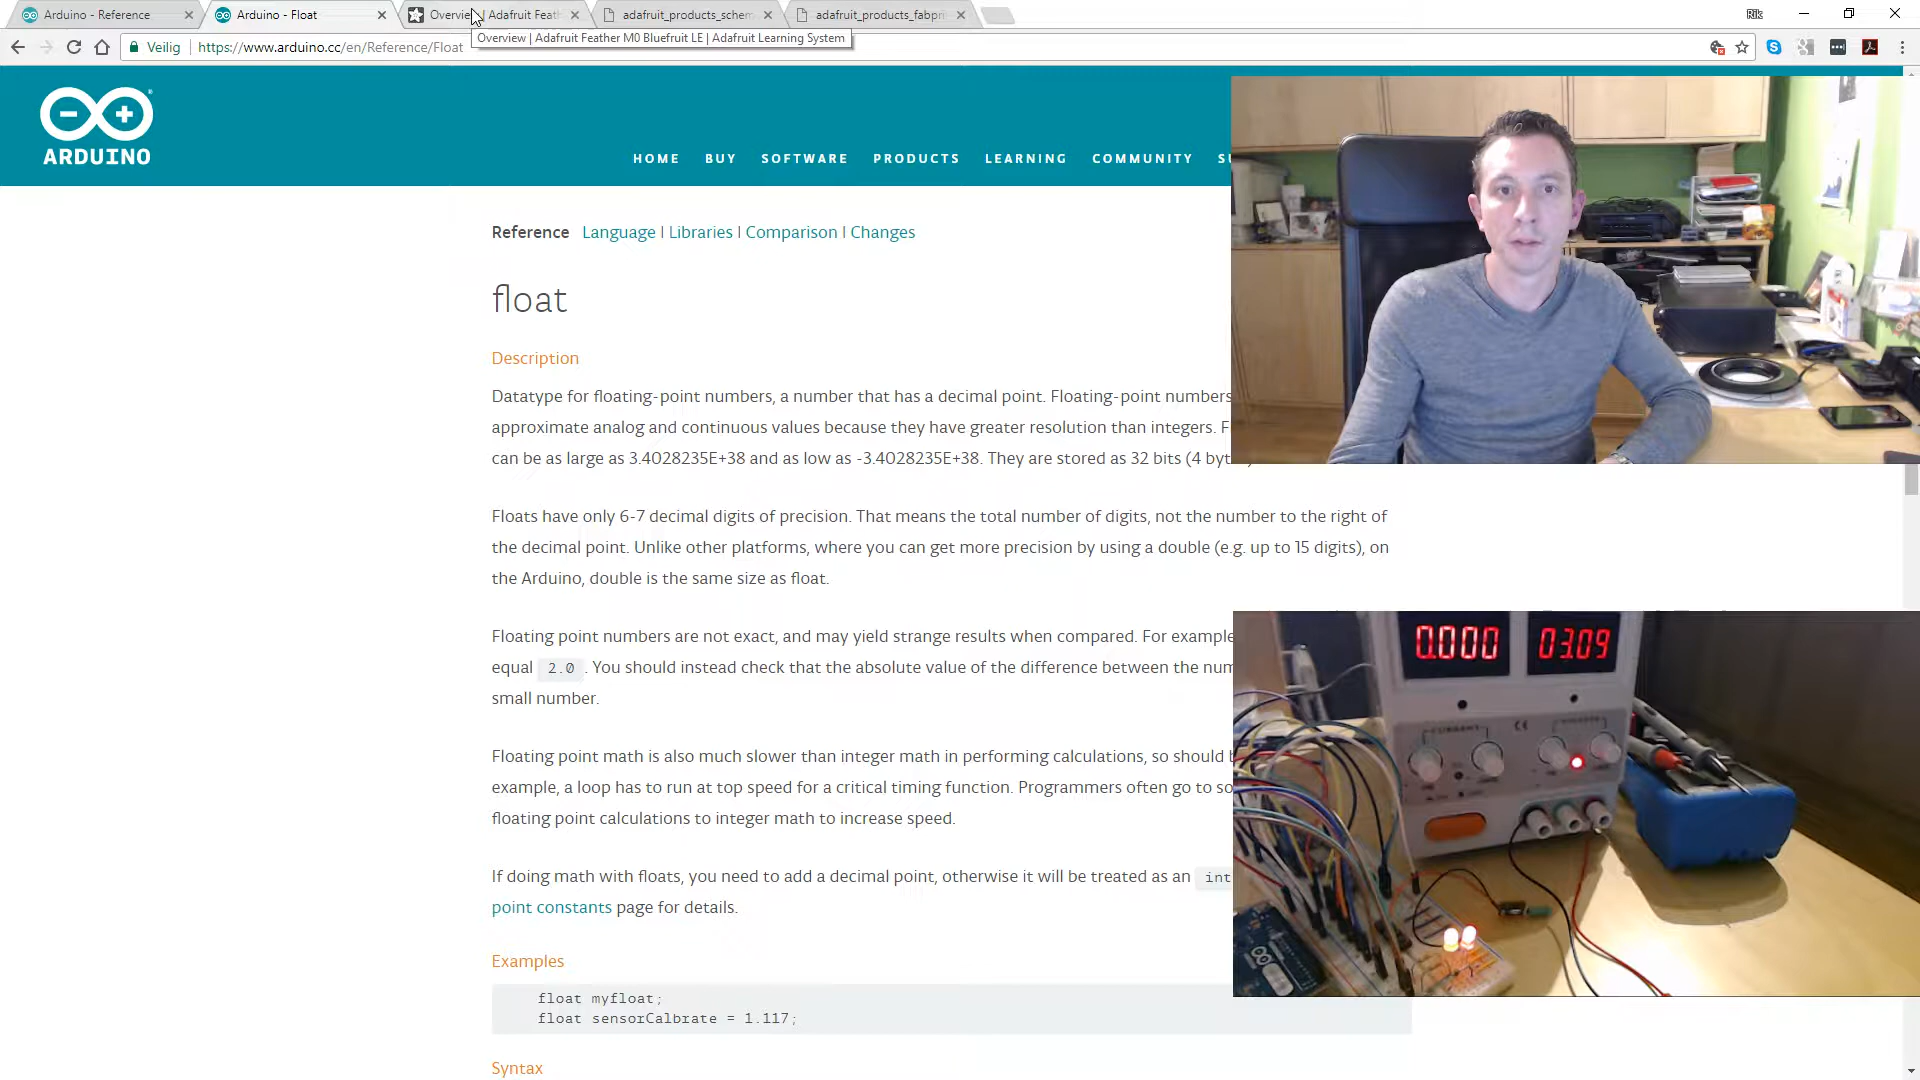 Arduino - Reference
Arduino - Float
Overview | Adafruit Feath
adafruit_products_schem
adafruit_products_fabpri
Rik
Veilig
https://www.arduino.cc/en/Reference/Float
Overview | Adafruit Feather M0 Bluefruit LE | Adafruit Learning System
ARDUINO
HOME BUY SOFTWARE PRODUCTS LEARNING COMMUNITY SU
Reference Language | Libraries | Comparison | Changes
float
Description
Datatype for floating-point numbers, a number that has a decimal point. Floating-point numbers
approximate analog and continuous values because they have greater resolution than integers. F
can be as large as 3.4028235E+38 and as low as -3.4028235E+38. They are stored as 32 bits (4 byt
Floats have only 6-7 decimal digits of precision. That means the total number of digits, not the number to the right of
the decimal point. Unlike other platforms, where you can get more precision by using a double (e.g. up to 15 digits), on
the Arduino, double is the same size as float.
Floating point numbers are not exact, and may yield strange results when compared. For example
equal 2.0 . You should instead check that the absolute value of the difference between the num
small number.
Floating point math is also much slower than integer math in performing calculations, so should b
example, a loop has to run at top speed for a critical timing function. Programmers often go to so
floating point calculations to integer math to increase speed.
If doing math with floats, you need to add a decimal point, otherwise it will be treated as an int
point constants page for details.
Examples
float myfloat;
float sensorCalbrate = 1.117;
Syntax
0.000
03.09
CURRENT
CE